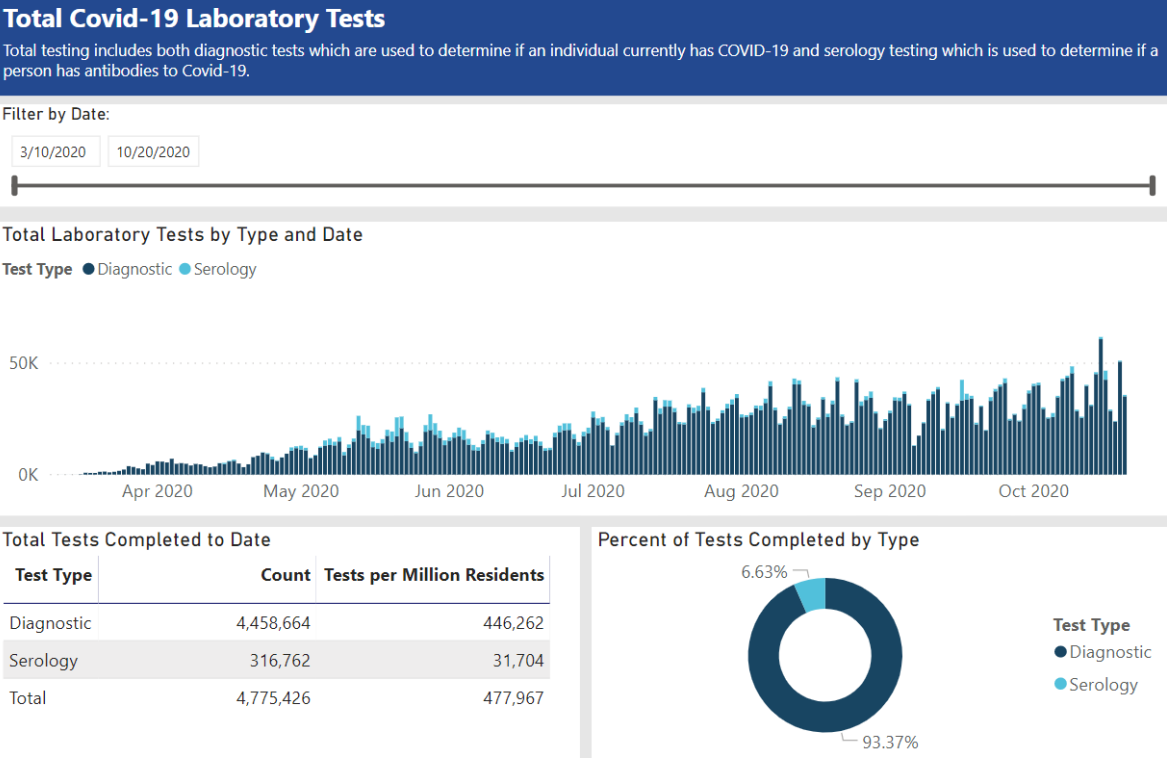 Total Covid-19 Laboratory Tests
Total testing includes both diagnostic tests which are used to determine if an individual currently has COVID-19 and serology testing which is used to determine if a
person has antibodies to Covid-19.
Filter by Date:
3/10/2020 10/20/2020
Total Laboratory Tests by Type and Date
Test Type Diagnostic Serology
50K
0K
Apr 2020 May 2020 Jun 2020 Jul 2020 Aug 2020 Sep 2020 Oct 2020
Total Tests Completed to Date
Test Type Count Tests per Million Residents
Diagnostic 4,458,664 446,262
Serology 316,762 31,704
Total 4,775,426 477,967
Percent of Tests Completed by Type
6.63%
93.37%
Test Type
Diagnostic
Serology